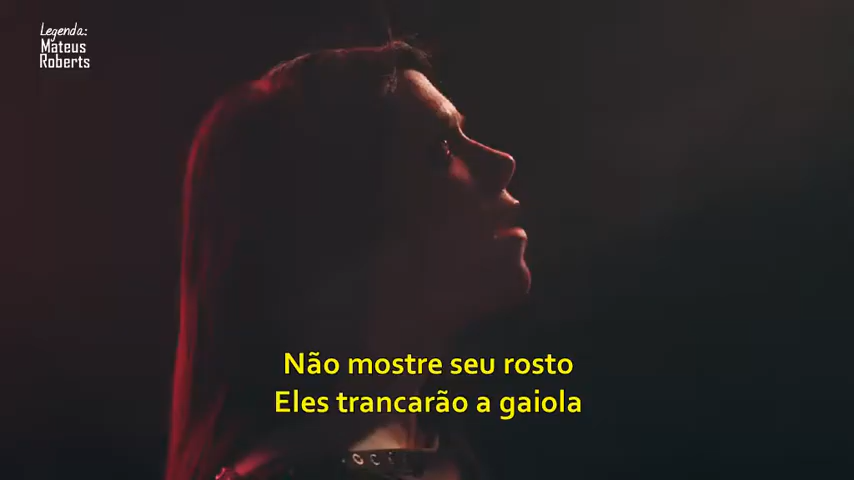 Legenda:
Mateus
Roberts
Não mostre seu rosto
Eles trancarão a gaiola